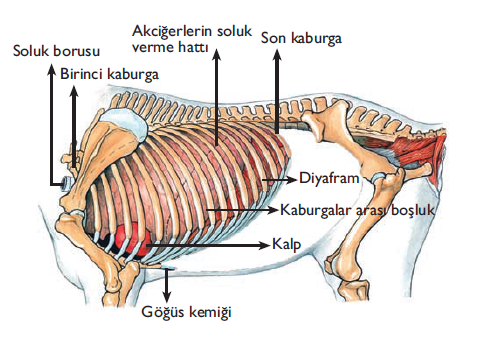 Akciğerlerin soluk
verme hattı
Son kaburga
Soluk borusu
Birinci kaburga
Diyafram
Kaburgalar arası boşluk
Kalp
Göğüs kemiği